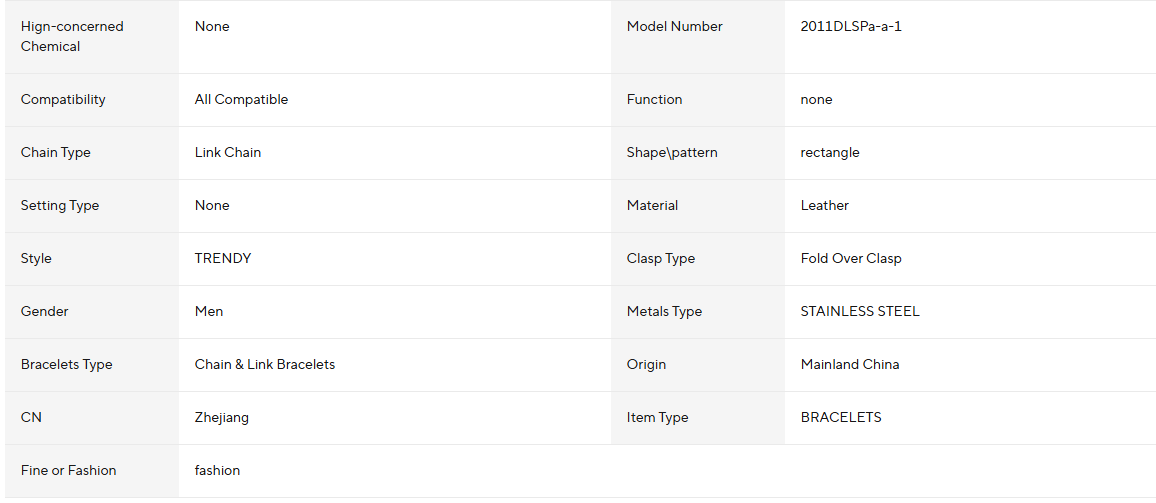 Hign-concerned
Chemical
None
Model Number
2011DLSPa-a-1
Compatibility
All Compatible
Function
none
Chain Type
Link Chain
Shape\pattern
rectangle
Setting Type
None
Material
Leather
Style
TRENDY
Clasp Type
Fold Over Clasp
Gender
Men
Metals Type
STAINLESS STEEL
Bracelets Type
Chain & Link Bracelets
Origin
Mainland China
CN
Zhejiang
Item Type
BRACELETS
Fine or Fashion
fashion